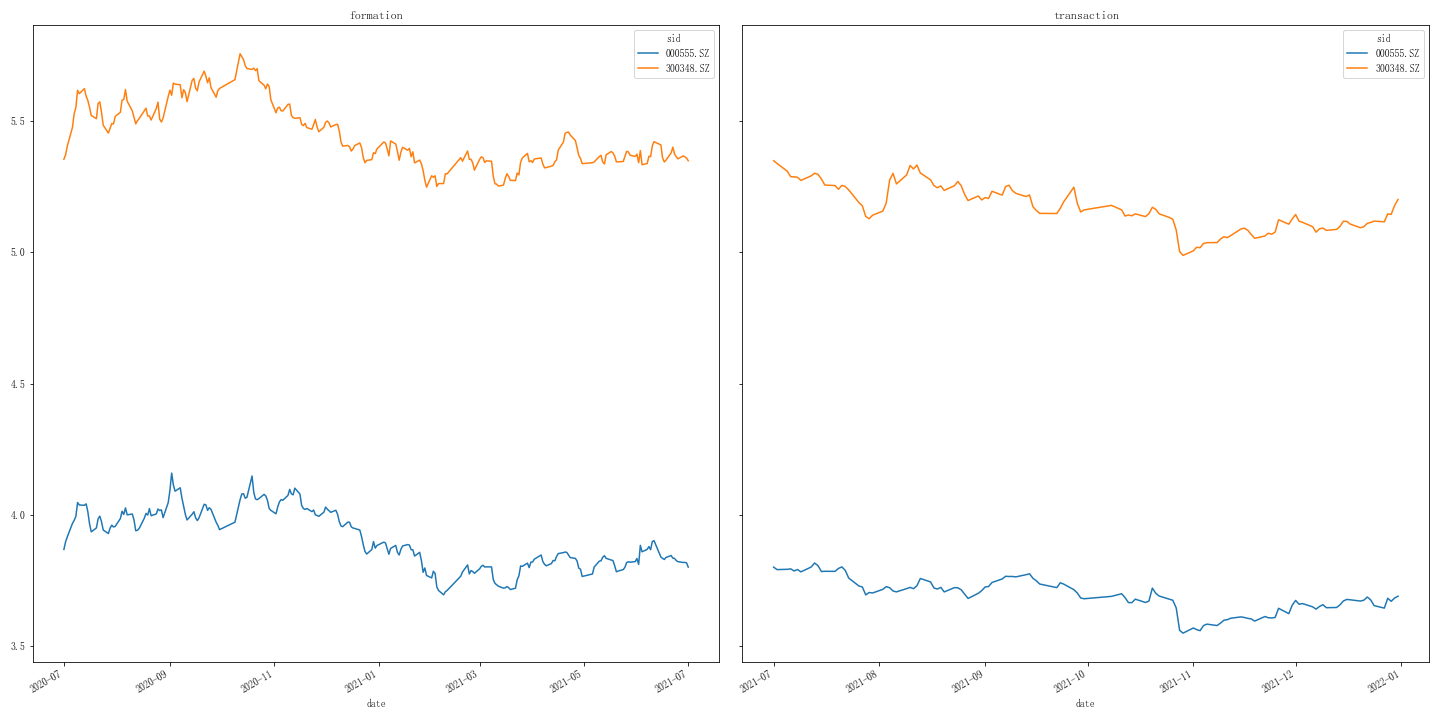 formation
sid
000555.SZ
300348.SZ
5.5
5.0
4.5
4.0
3.5
2020-07
2020-09
2020-11
2021-01
2021-03
2021-05
2021-07
date
transaction
sid
000555.SZ
300348.SZ
2021-07
2021-08
2021-09
2021-10
2021-11
2021-12
2022-01
date